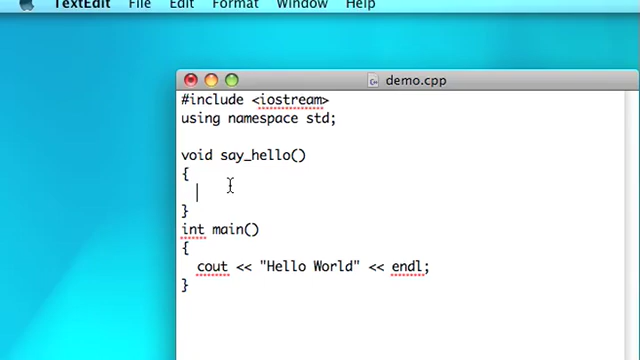 TextEdit File Edit Format Window Help
demo.cpp
#include <iostream>
using namespace std;
void say_hello()
{
}
int main()
{
cout << "Hello World" << endl;
}